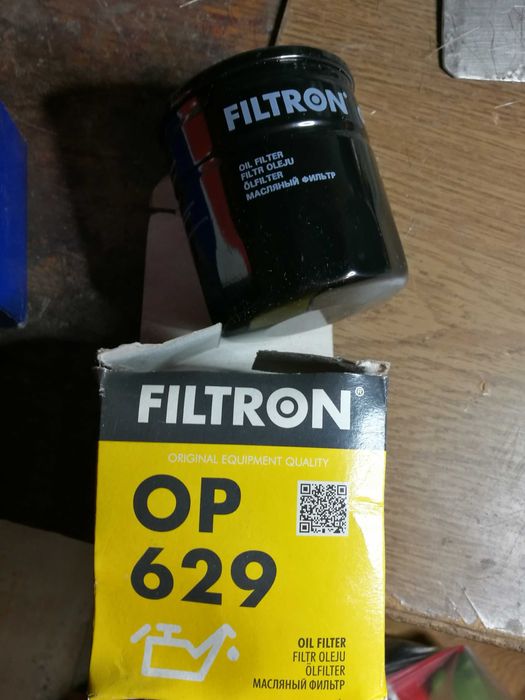 FILTRON
OIL FILTER
FILTR OLEJU
ÖLFILTER
МАСЛЯНЫЙ ФИЛЬТР
FILTRON®
ORIGINAL EQUIPMENT QUALITY
OP
629
OIL FILTER
FILTR OLEJU
ÖLFILTER
МАСЛЯНЫЙ ФИЛЬТР